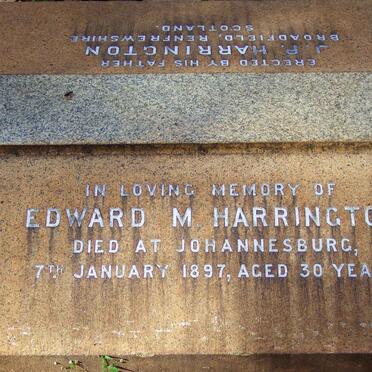 IN LOVING MEMORY OF
EDWARD M. HARRINGTO
DIED AT JOHANNESBURG,
7TH JANUARY 1897, AGED 30 YEA
ERECTED BY HIS FATHER
J. P. HARRINGTON
BROADFIELD, RENFREWSHIRE
SCOTLAND.